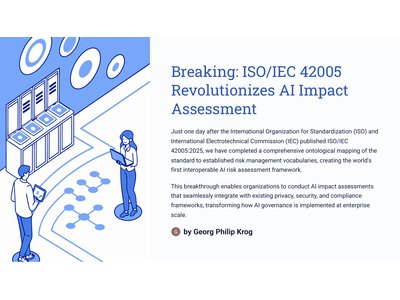 Breaking: ISO/IEC 42005
Revolutionizes AI Impact
Assessment
Just one day after the International Organization for Standardization (ISO) and
International Electrotechnical Commission (IEC) published ISO/IEC
42005:2025, we have completed a comprehensive ontological mapping of the
standard to established risk management vocabularies, creating the world's
first interoperable AI risk assessment framework.
This breakthrough enables organizations to conduct AI impact assessments
that seamlessly integrate with existing privacy, security, and compliance
frameworks, transforming how AI governance is implemented at enterprise
scale.
G by Georg Philip Krog